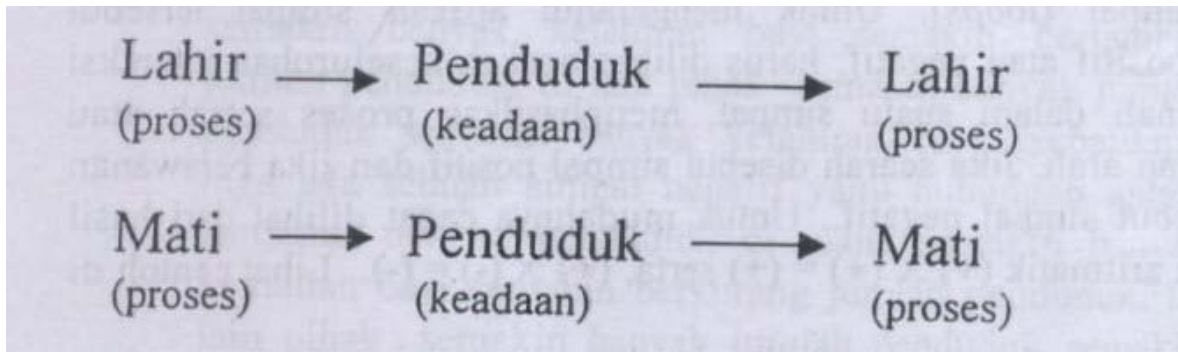 Lahir → Penduduk → Lahir
(proses) (keadaan) (proses)
Mati → Penduduk → Mati
(proses) (keadaan) (proses)